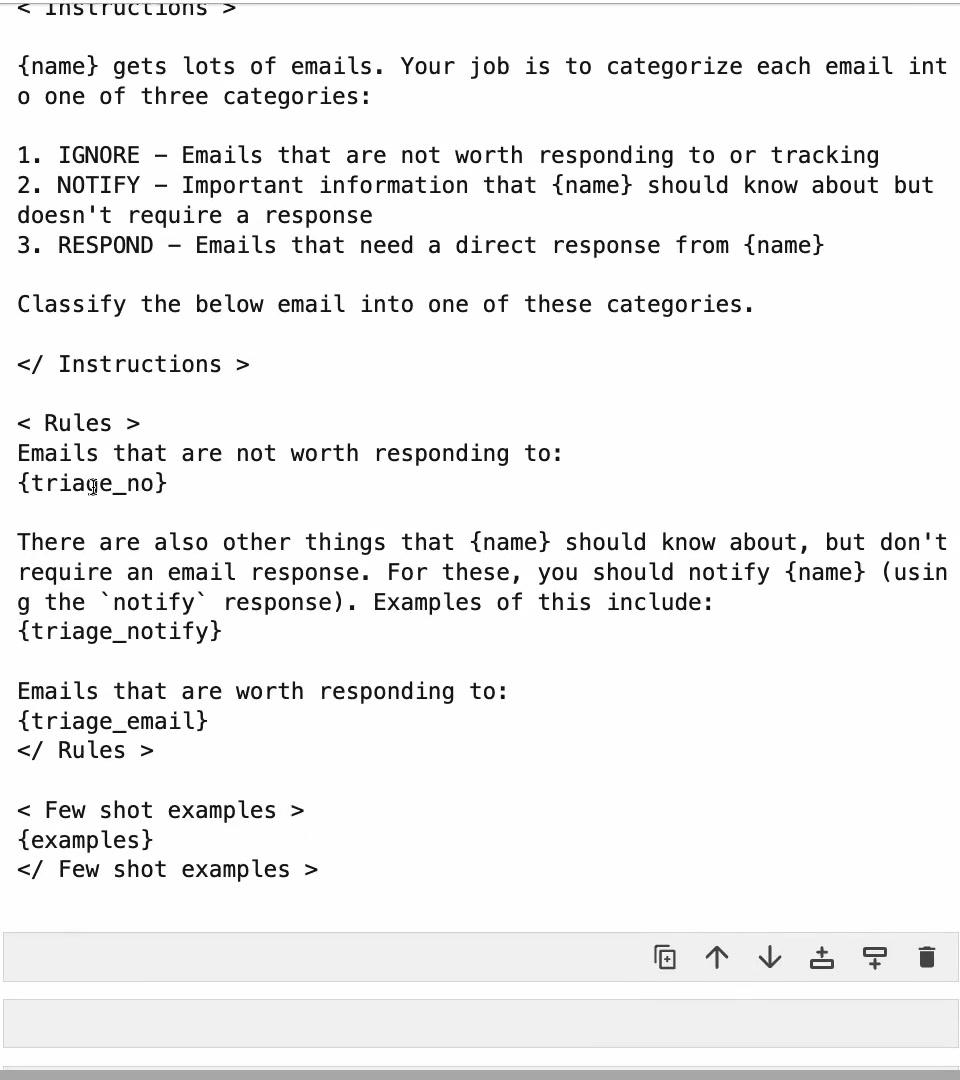 < Instructions >
{name} gets lots of emails. Your job is to categorize each email int
o one of three categories:
1. IGNORE – Emails that are not worth responding to or tracking
2. NOTIFY – Important information that {name} should know about but
doesn't require a response
3. RESPOND – Emails that need a direct response from {name}
Classify the below email into one of these categories.
</ Instructions >
< Rules >
Emails that are not worth responding to:
{triage_no}
There are also other things that {name} should know about, but don't
require an email response. For these, you should notify {name} (usin
g the `notify` response). Examples of this include:
{triage_notify}
Emails that are worth responding to:
{triage_email}
</ Rules >
< Few shot examples >
{examples}
</ Few shot examples >